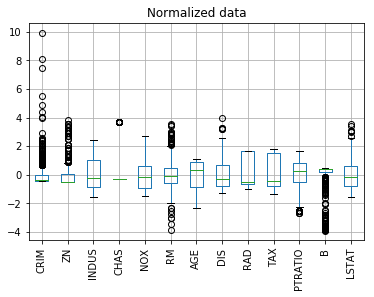 Normalized data
10
8
6
4
2
0
−2
−4
CRIM
ZN
INDUS
CHAS
NOX
RM
AGE
DIS
RAD
TAX
PTRATIO
B
LSTAT